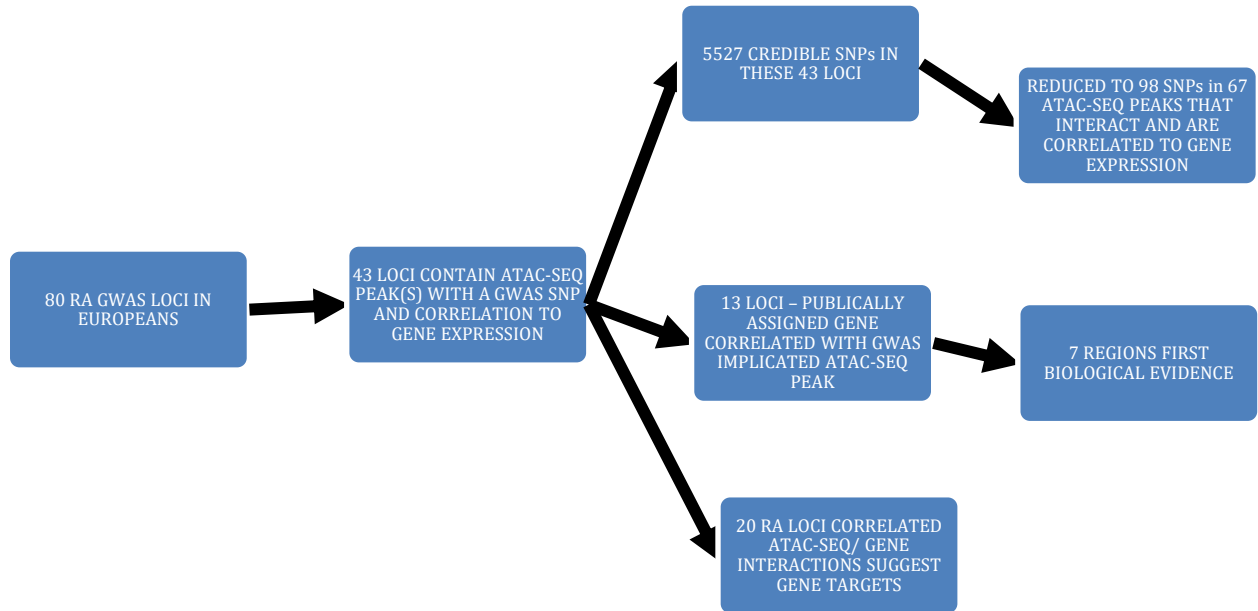 80 RA GWAS LOCI IN
EUROPEANS
43 LOCI CONTAIN ATAC-SEQ
PEAK(S) WITH A GWAS SNP
AND CORRELATION TO
GENE EXPRESSION
5527 CREDIBLE SNPs IN
THESE 43 LOCI
REDUCED TO 98 SNPs in 67
ATAC-SEQ PEAKS THAT
INTERACT AND ARE
CORRELATED TO GENE
EXPRESSION
13 LOCI – PUBLICALLY
ASSIGNED GENE
CORRELATED WITH GWAS
IMPLICATED ATAC-SEQ
PEAK
7 REGIONS FIRST
BIOLOGICAL EVIDENCE
20 RA LOCI CORRELATED
ATAC-SEQ/ GENE
INTERACTIONS SUGGEST
GENE TARGETS